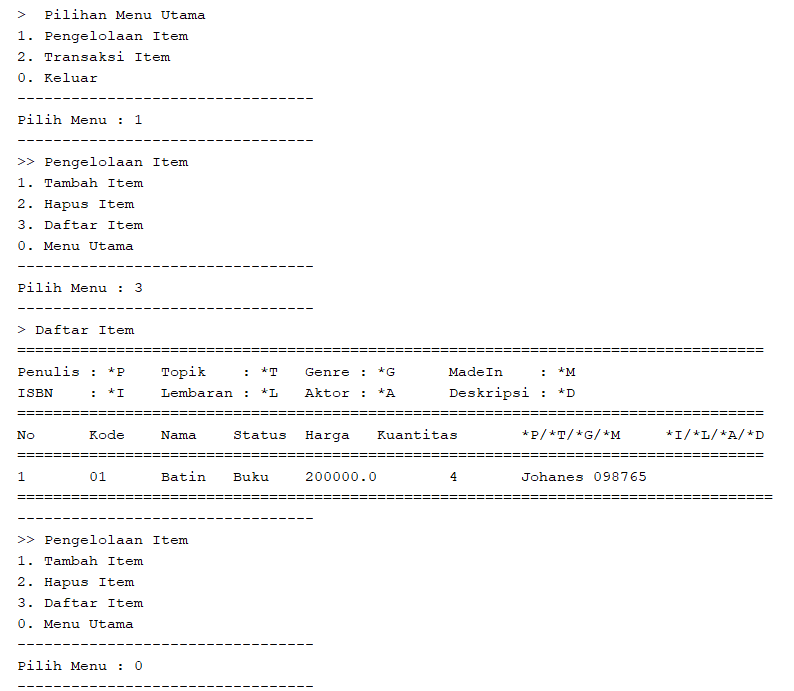 >  Pilihan Menu Utama
1. Pengelolaan Item
2. Transaksi Item
0. Keluar
---------------------------------
Pilih Menu : 1
---------------------------------
>> Pengelolaan Item
1. Tambah Item
2. Hapus Item
3. Daftar Item
0. Menu Utama
---------------------------------
Pilih Menu : 3
---------------------------------
> Daftar Item
===================================================================================
Penulis : *P    Topik    : *T   Genre : *G      MadeIn    : *M
ISBN    : *I    Lembaran : *L   Aktor : *A      Deskripsi : *D
===================================================================================
No      Kode    Nama    Status  Harga   Kuantitas       *P/*T/*G/*M     *I/*L/*A/*D
===================================================================================
1       01      Batin   Buku    200000.0        4       Johanes 098765
====================================================================================
---------------------------------
>> Pengelolaan Item
1. Tambah Item
2. Hapus Item
3. Daftar Item
0. Menu Utama
---------------------------------
Pilih Menu : 0
---------------------------------